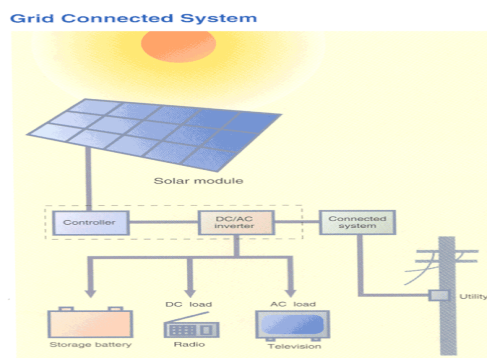 Grid Connected System
Solar module
Controller
DC/AC
inverter
Connected
system
Utility
DC load
AC load
Storage battery
Radio
Television